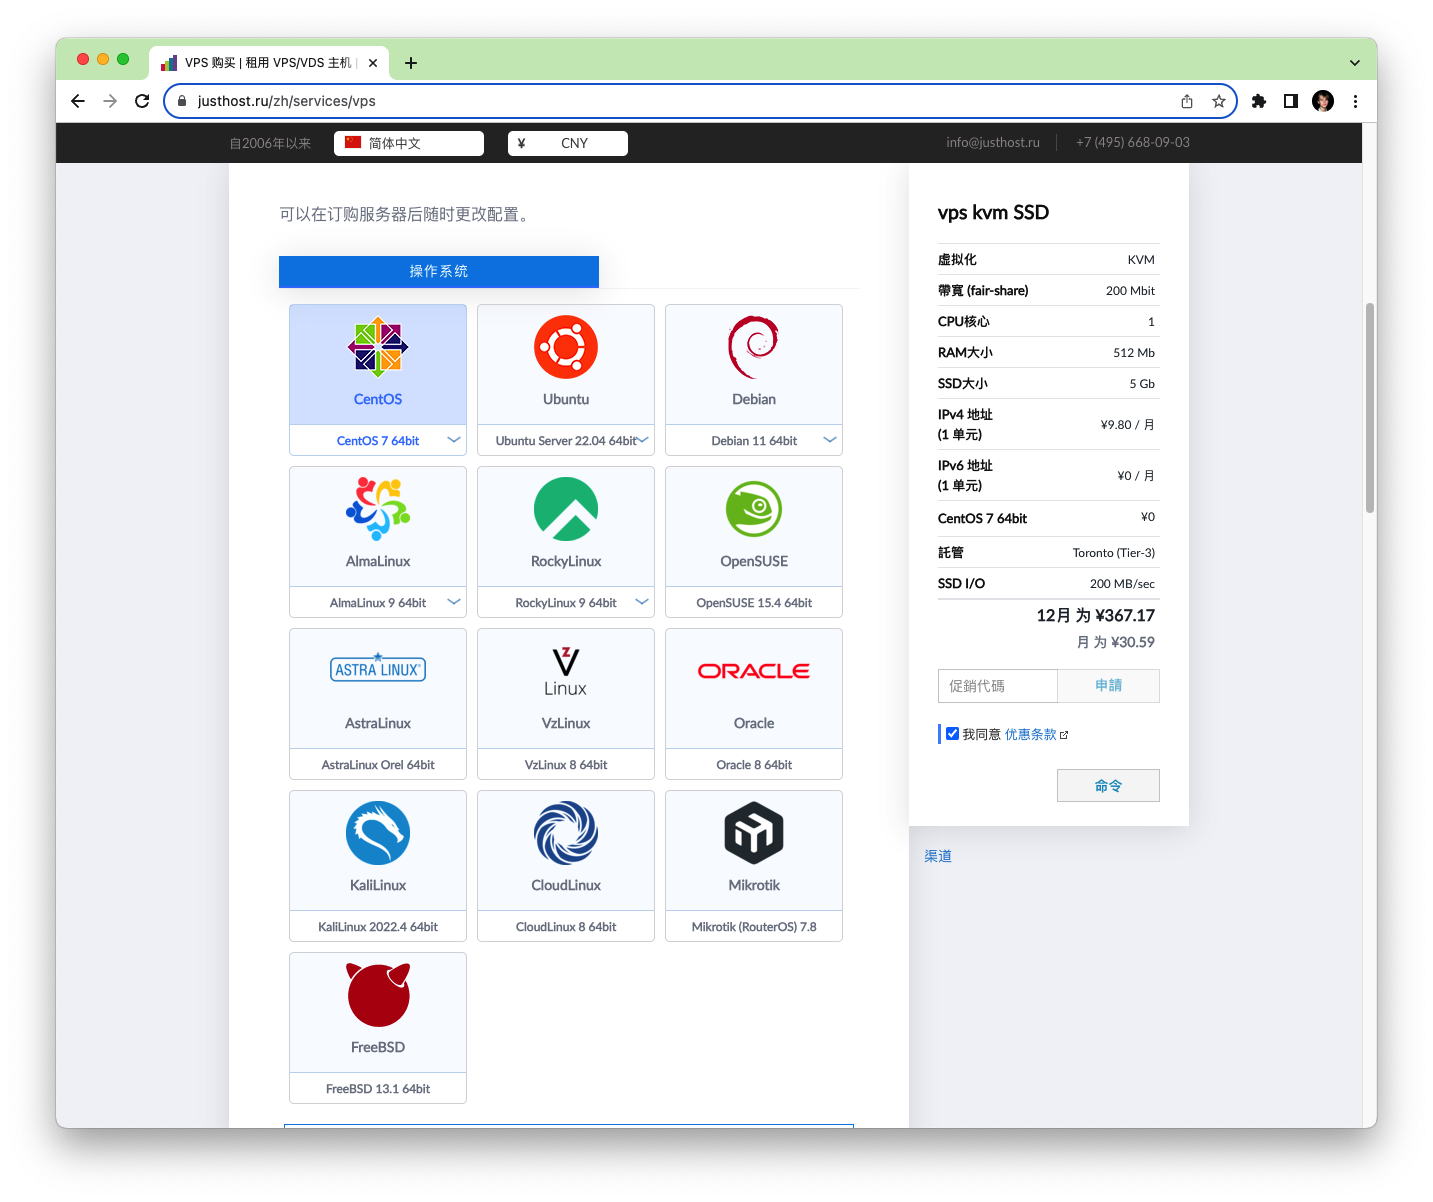 VPS 购买 | 租用 VPS/VDS 主机 |
justhost.ru/zh/services/vps
自2006年以来
简体中文
¥ CNY
info@justhost.ru
+7 (495) 668-09-03
可以在订购服务器后随时更改配置。
操作系统
CentOS
Ubuntu
Debian
CentOS 7 64bit
Ubuntu Server 22.04 64bit
Debian 11 64bit
AlmaLinux
RockyLinux
OpenSUSE
AlmaLinux 9 64bit
RockyLinux 9 64bit
OpenSUSE 15.4 64bit
ASTRA LINUX®
VZ
Linux
ORACLE
AstraLinux
VzLinux
Oracle
AstraLinux Orel 64bit
VzLinux 8 64bit
Oracle 8 64bit
KaliLinux
CloudLinux
Mikrotik
KaliLinux 2022.4 64bit
CloudLinux 8 64bit
Mikrotik (RouterOS) 7.8
FreeBSD
FreeBSD 13.1 64bit
vps kvm SSD
虛拟化 KVM
帶寬 (fair-share) 200 Mbit
CPU核心 1
RAM大小 512 Mb
SSD大小 5 Gb
IPv4 地址
(1 单元) ¥9.80 / 月
IPv6 地址
(1 单元) ¥0 / 月
CentOS 7 64bit ¥0
託管 Toronto (Tier-3)
SSD I/O 200 MB/sec
12月 为 ¥367.17
月 为 ¥30.59
促銷代碼 申請
我同意 优惠条款
命令
渠道